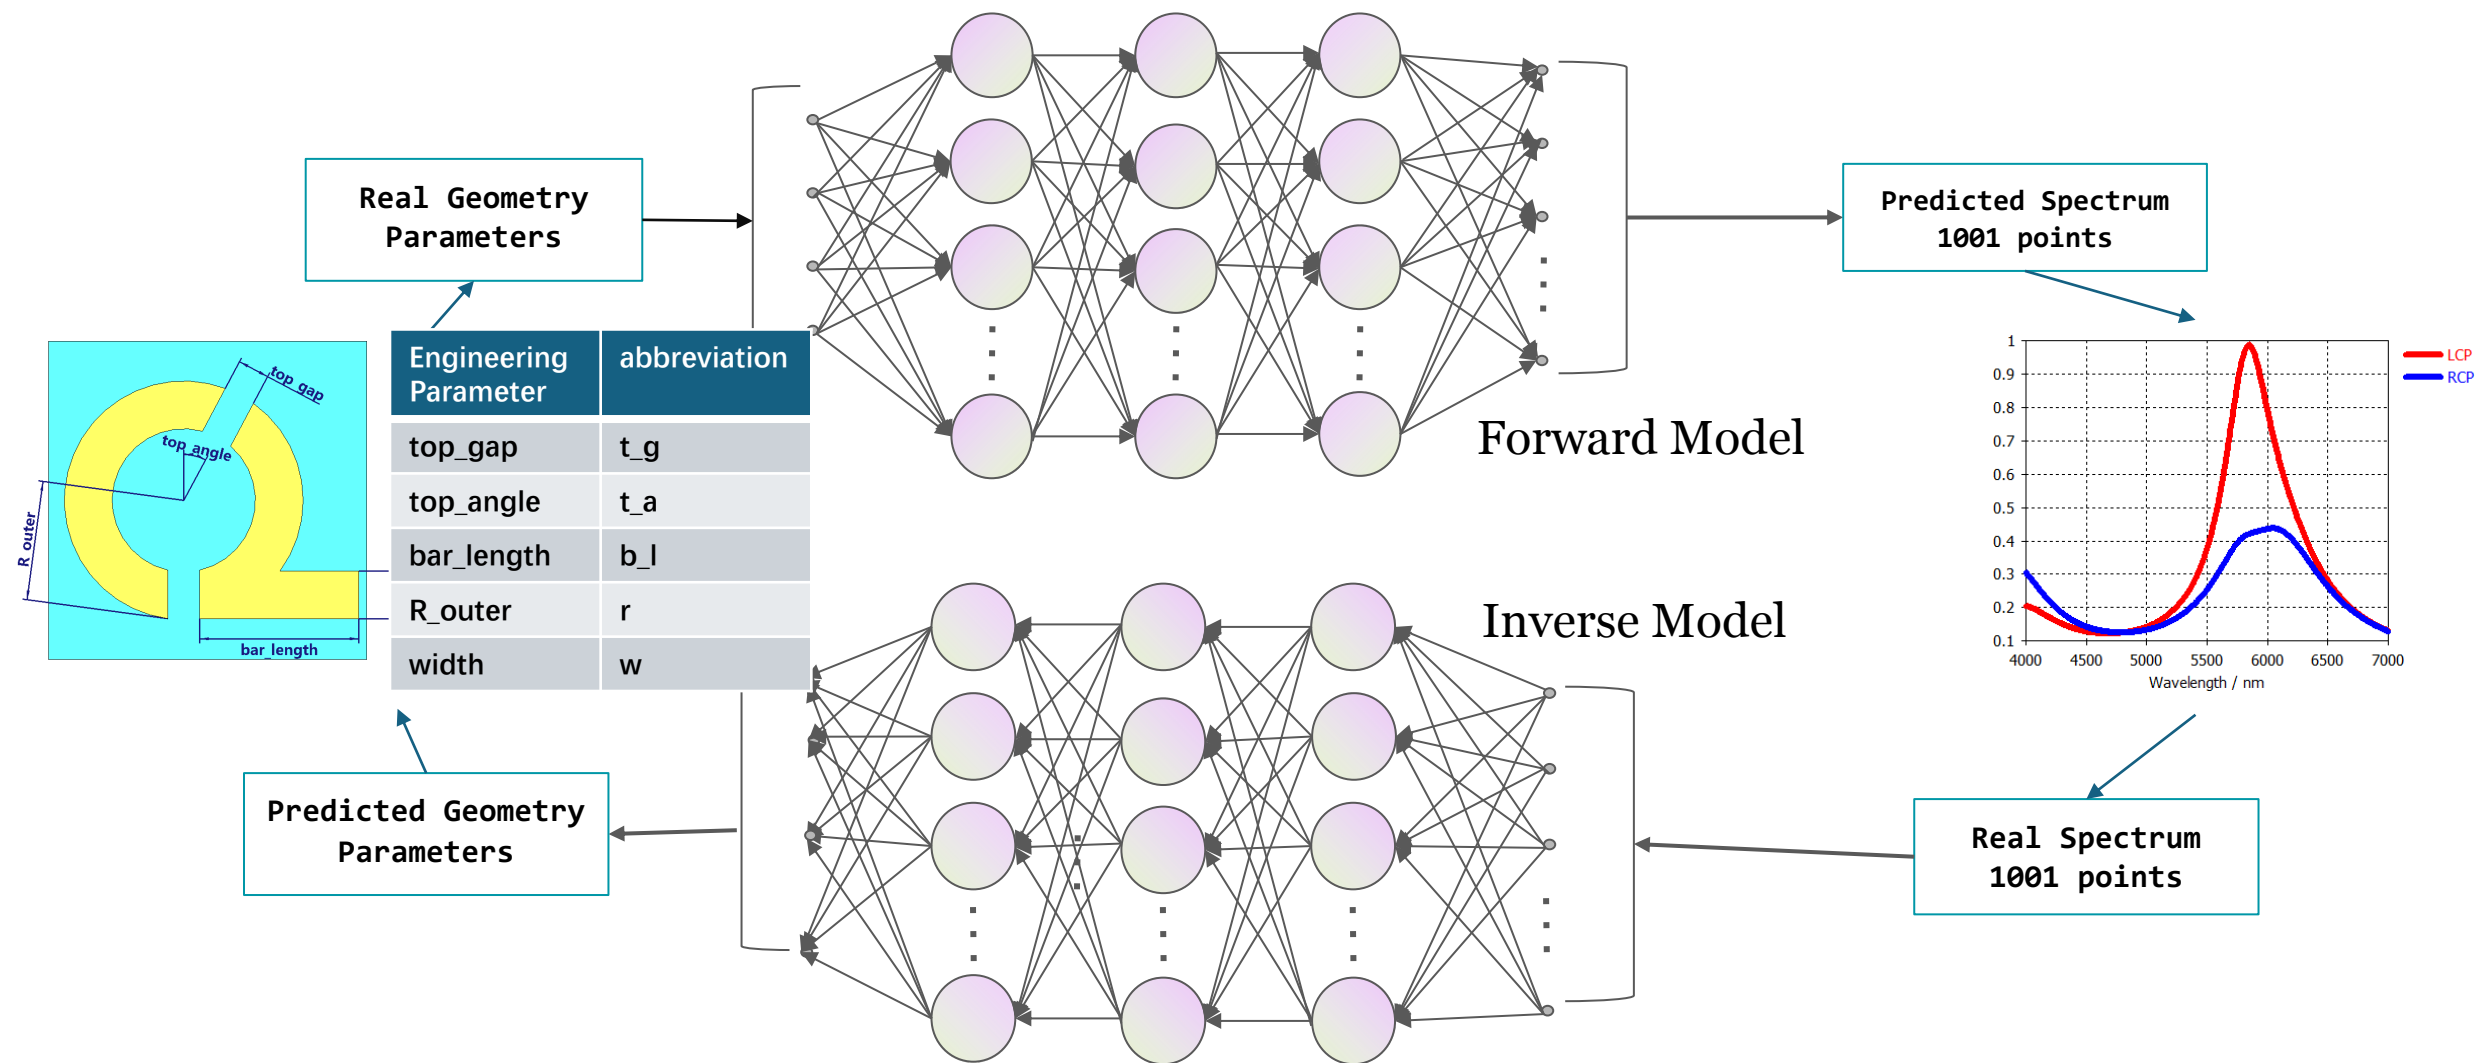 Real Geometry
Parameters
Predicted Spectrum
1001 points
top_gap
top_angle
R_outer
bar_length
Engineering
Parameter
abbreviation
top_gap
t_g
top_angle
t_a
bar_length
b_l
R_outer
r
width
w
Forward Model
Inverse Model
1
0.9
0.8
0.7
0.6
0.5
0.4
0.3
0.2
0.1
4000
4500
5000
5500
6000
6500
7000
Wavelength / nm
LCP
RCP
Predicted Geometry
Parameters
Real Spectrum
1001 points